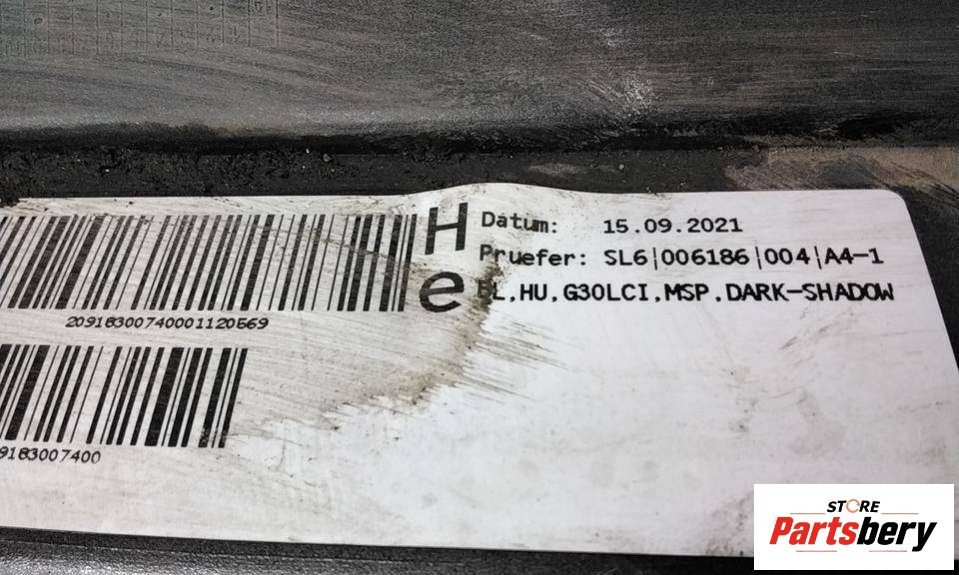 H
e
Datum: 15.09.2021
Pruefer: SL6|006186|004|A4-1
BL.HU.G30LCI.MSP.DARK-SHADOW
20918300740001120569
9183007400
STORE
Partsbery